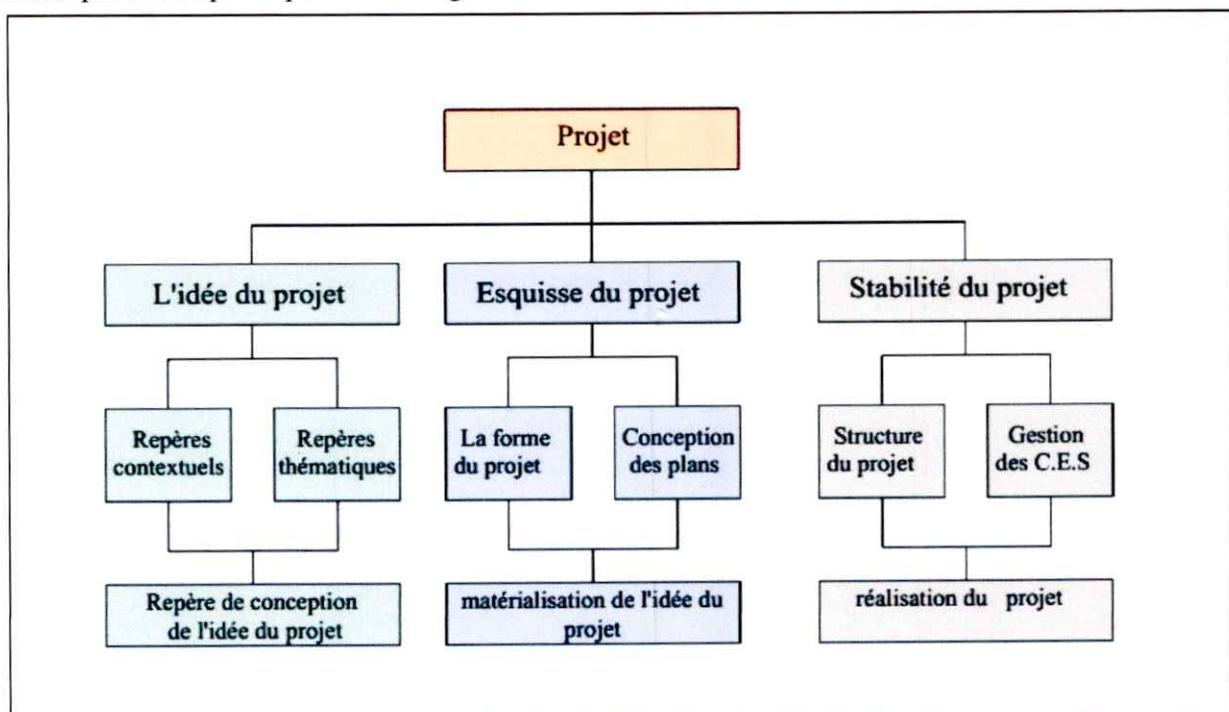 Projet
L'idée du projet
Esquisse du projet
Stabilité du projet
Repères
contextuels
Repères
thématiques
La forme
du projet
Conception
des plans
Structure
du projet
Gestion
des C.E.S
Repère de conception
de l'idée du projet
matérialisation de l'idée du
projet
réalisation du projet